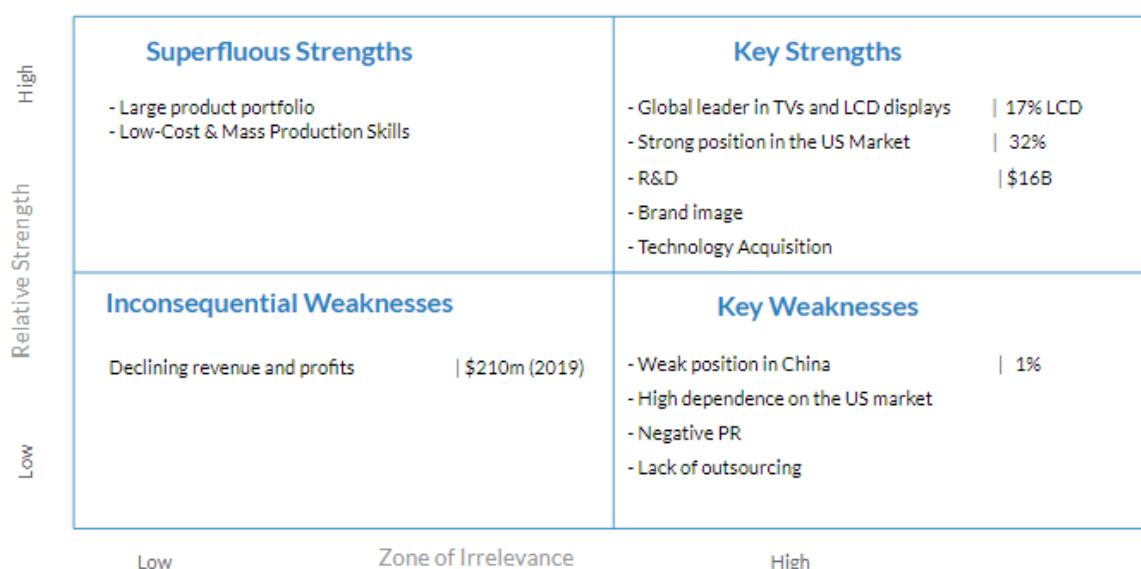 High
Relative Strength
Low
Superfluous Strengths
- Large product portfolio
- Low-Cost & Mass Production Skills
Key Strengths
- Global leader in TVs and LCD displays | 17% LCD
- Strong position in the US Market | 32%
- R&D | $16B
- Brand image
- Technology Acquisition
Inconsequential Weaknesses
Declining revenue and profits | $210m (2019)
Key Weaknesses
- Weak position in China | 1%
- High dependence on the US market
- Negative PR
- Lack of outsourcing
Low Zone of Irrelevance High